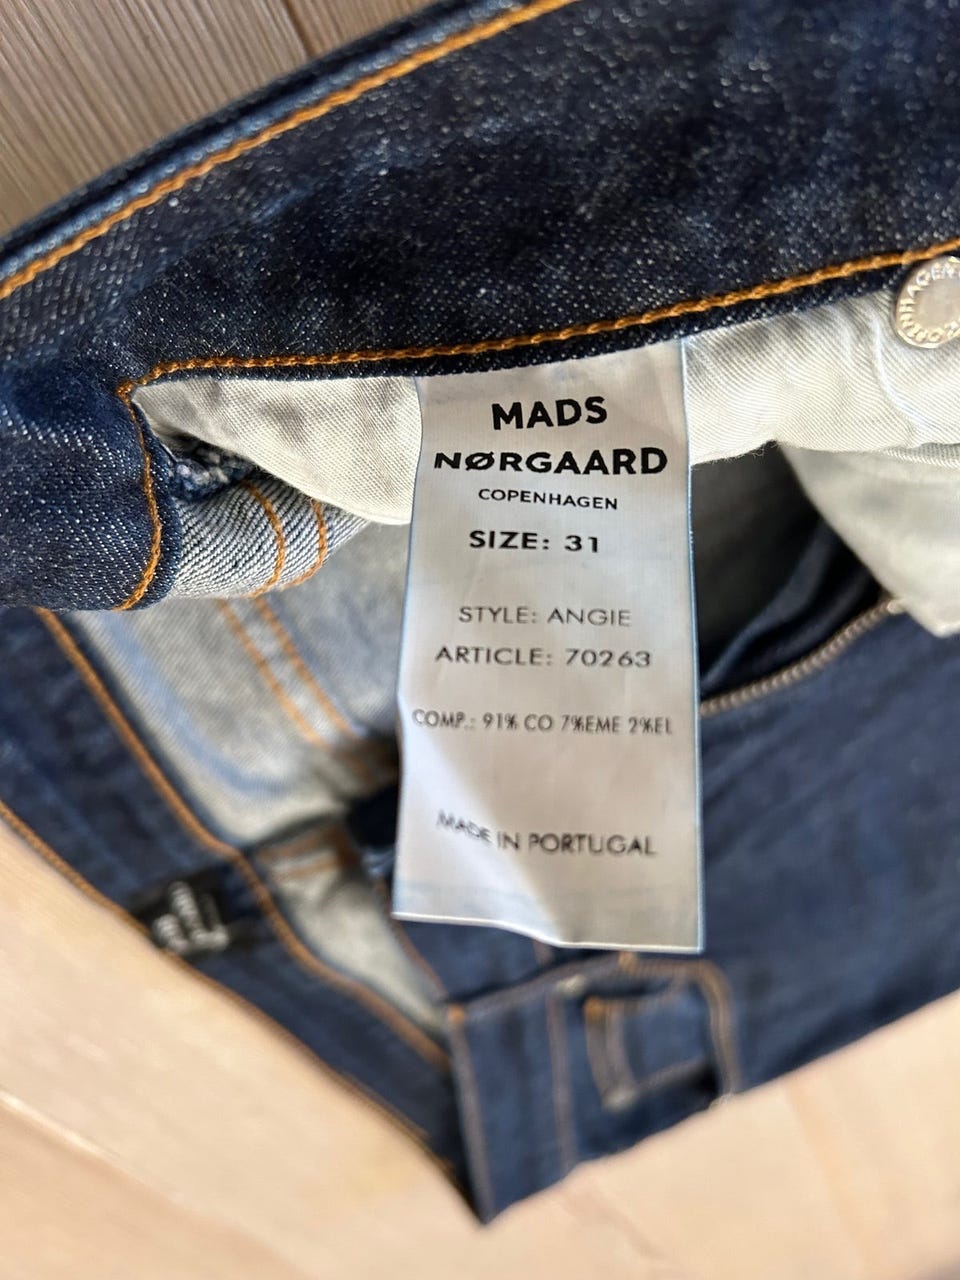 MADS
NØRGAARD
COPENHAGEN
SIZE: 31
STYLE: ANGIE
ARTICLE: 70263
COMP.: 91% CO 7%EME 2%EL
MADE IN PORTUGAL
COPENHAGEN